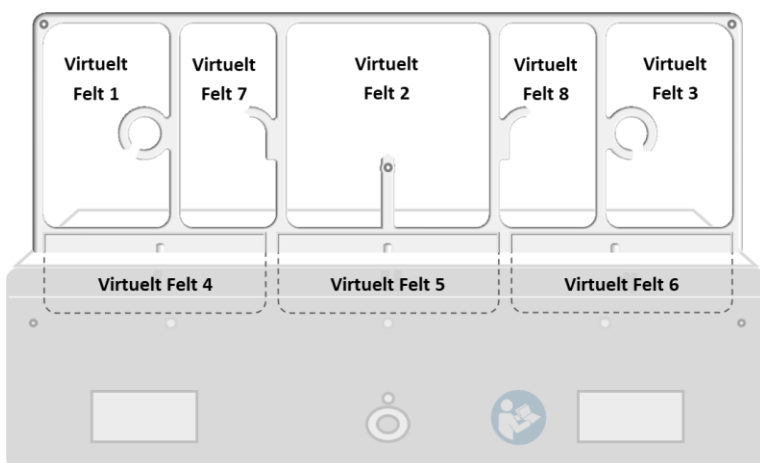 Virtuelt
Felt 1
Virtuelt
Felt 7
Virtuelt
Felt 2
Virtuelt
Felt 8
Virtuelt
Felt 3
Virtuelt Felt 4
Virtuelt Felt 5
Virtuelt Felt 6